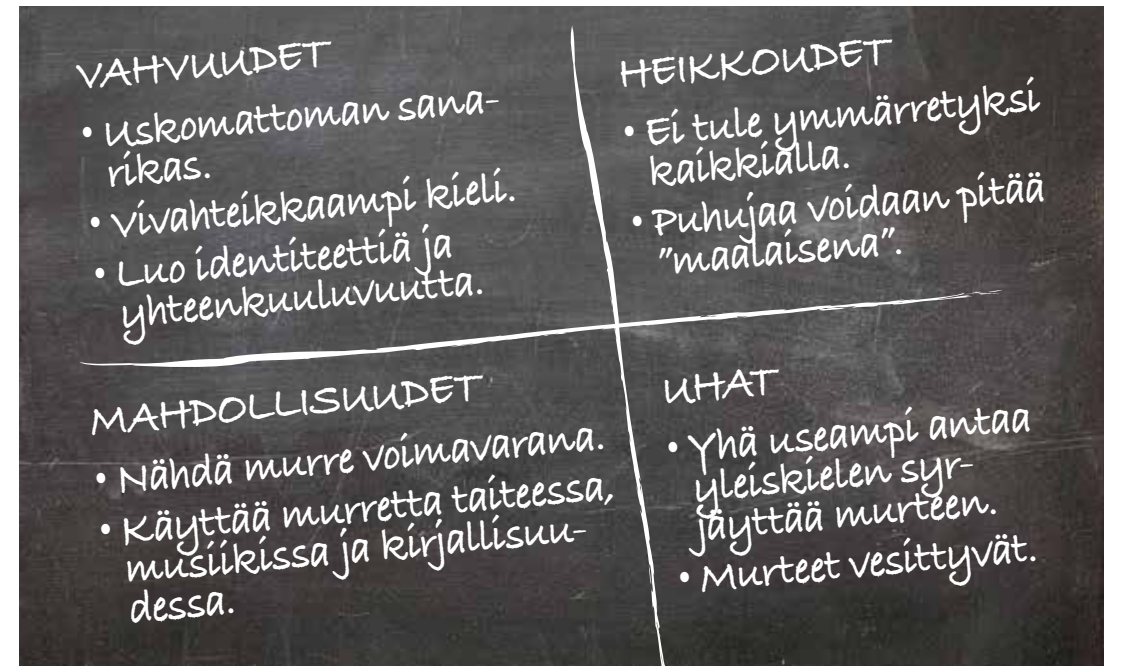 VAHVUUDET
• Uskomattoman sana-
rikas.
• Vivahteikkaampi kieli.
• Luo identiteettiä ja
yhteenkuuluvuutta.
HEIKKOUDET
• Ei tule ymmärretyksi
kaikkialla.
• Puhujaa voidaan pitää
"maalaisena".
MAHDOLLISUUDET
• Nähdä murre voimavarana.
• Käyttää murretta taiteessa,
musiikissa ja kirjallisuu-
dessa.
UHAT
• Yhä useampi antaa
yleiskielen syr-
jäyttää murteen.
• Murteet vesittyvät.